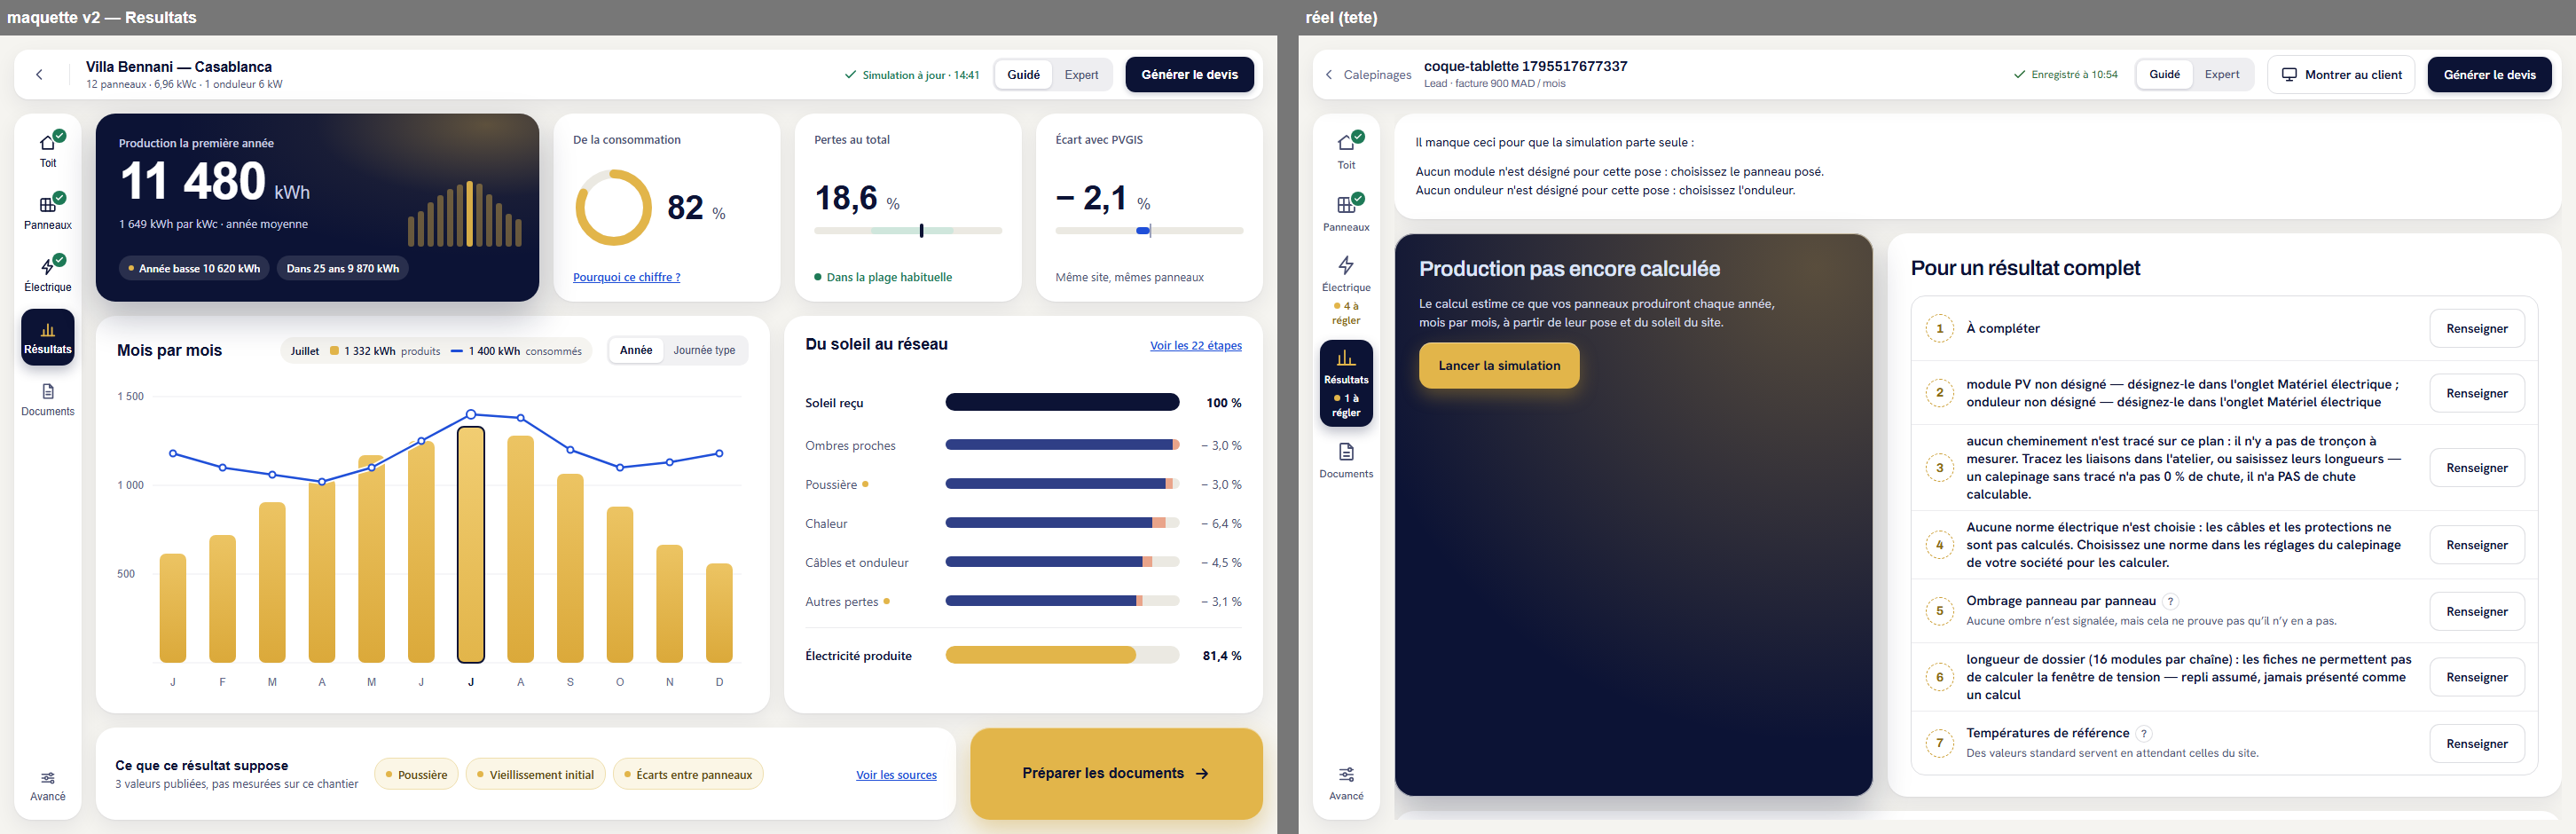 maquette v2 — Resultats
Villa Bennani — Casablanca
12 panneaux · 6,96 kWc · 1 onduleur 6 kW
Simulation à jour · 14:41
Guidé
Expert
Générer le devis
Toit
Panneaux
Électrique
Résultats
Documents
Avancé
Production la première année
11 480 kWh
1 649 kWh par kWc · année moyenne
Année basse 10 620 kWh
Dans 25 ans 9 870 kWh
De la consommation
82 %
Pourquoi ce chiffre ?
Pertes au total
18,6 %
Dans la plage habituelle
Écart avec PVGIS
− 2,1 %
Même site, mêmes panneaux
Mois par mois
Juillet 1 332 kWh produits 1 400 kWh consommés
Année
Journée type
1 500
1 000
500
J F M A M J J A S O N D
Du soleil au réseau
Voir les 22 étapes
Soleil reçu 100 %
Ombres proches − 3,0 %
Poussière − 3,0 %
Chaleur − 6,4 %
Câbles et onduleur − 4,5 %
Autres pertes − 3,1 %
Électricité produite 81,4 %
Ce que ce résultat suppose
3 valeurs publiées, pas mesurées sur ce chantier
Poussière
Vieillissement initial
Écarts entre panneaux
Voir les sources
Préparer les documents →
réel (tete)
Calepinages
coque-tablette 1795517677337
Lead · facture 900 MAD / mois
Enregistré à 10:54
Guidé
Expert
Montrer au client
Générer le devis
Toit
Panneaux
Électrique
4 à
régler
Résultats
1 à
régler
Documents
Avancé
Il manque ceci pour que la simulation parte seule :
Aucun module n'est désigné pour cette pose : choisissez le panneau posé.
Aucun onduleur n'est désigné pour cette pose : choisissez l'onduleur.
Production pas encore calculée
Le calcul estime ce que vos panneaux produiront chaque année,
mois par mois, à partir de leur pose et du soleil du site.
Lancer la simulation
Pour un résultat complet
1 À compléter
Renseigner
2 module PV non désigné — désignez-le dans l'onglet Matériel électrique ;
onduleur non désigné — désignez-le dans l'onglet Matériel électrique
Renseigner
3 aucun cheminement n'est tracé sur ce plan : il n'y a pas de tronçon à
mesurer. Tracez les liaisons dans l'atelier, ou saisissez leurs longueurs —
un calepinage sans tracé n'a pas 0 % de chute, il n'a PAS de chute
calculable.
Renseigner
4 Aucune norme électrique n'est choisie : les câbles et les protections ne
sont pas calculés. Choisissez une norme dans les réglages du calepinage
de votre société pour les calculer.
Renseigner
5 Ombrage panneau par panneau ?
Aucune ombre n’est signalée, mais cela ne prouve pas qu’il n’y en a pas.
Renseigner
6 longueur de dossier (16 modules par chaîne) : les fiches ne permettent pas
de calculer la fenêtre de tension — repli assumé, jamais présenté comme
un calcul
Renseigner
7 Températures de référence ?
Des valeurs standard servent en attendant celles du site.
Renseigner